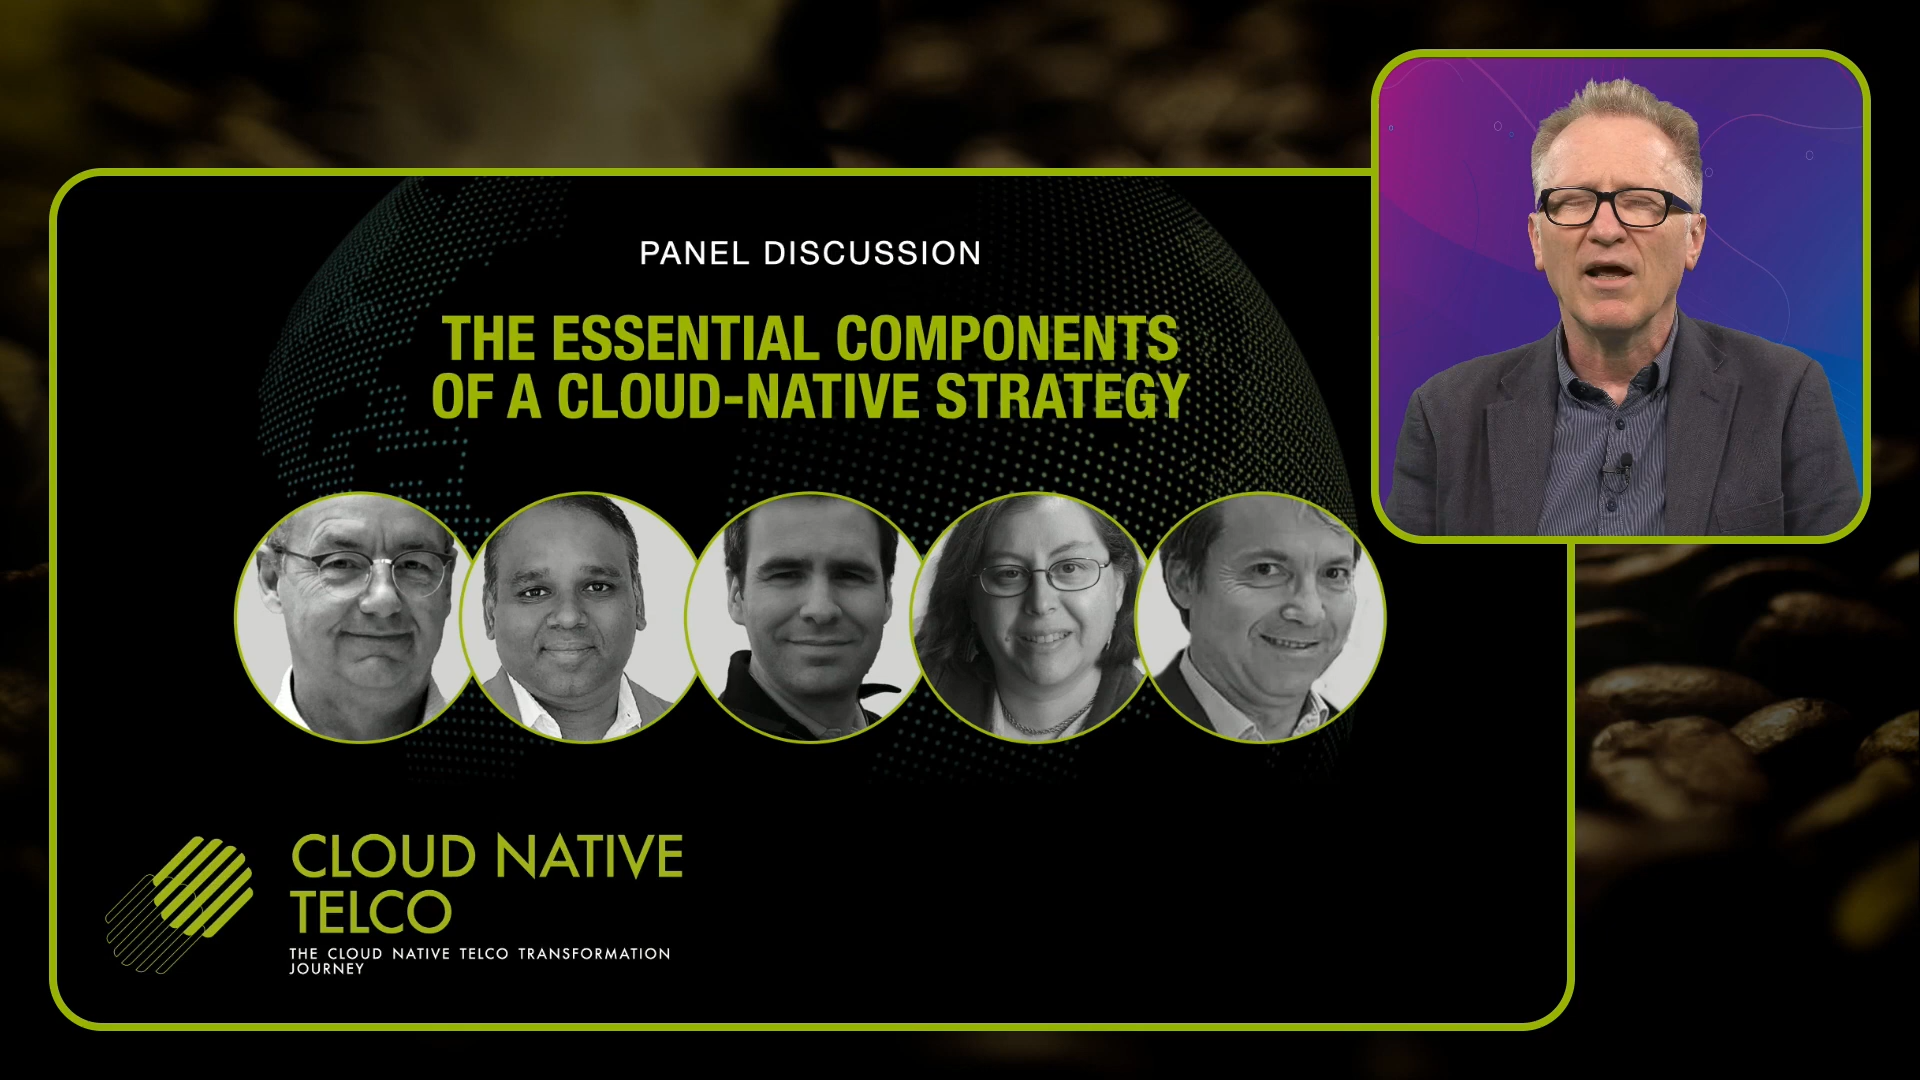 PANEL DISCUSSION
THE ESSENTIAL COMPONENTS
OF A CLOUD-NATIVE STRATEGY
CLOUD NATIVE
TELCO
THE CLOUD NATIVE TELCO TRANSFORMATION
JOURNEY